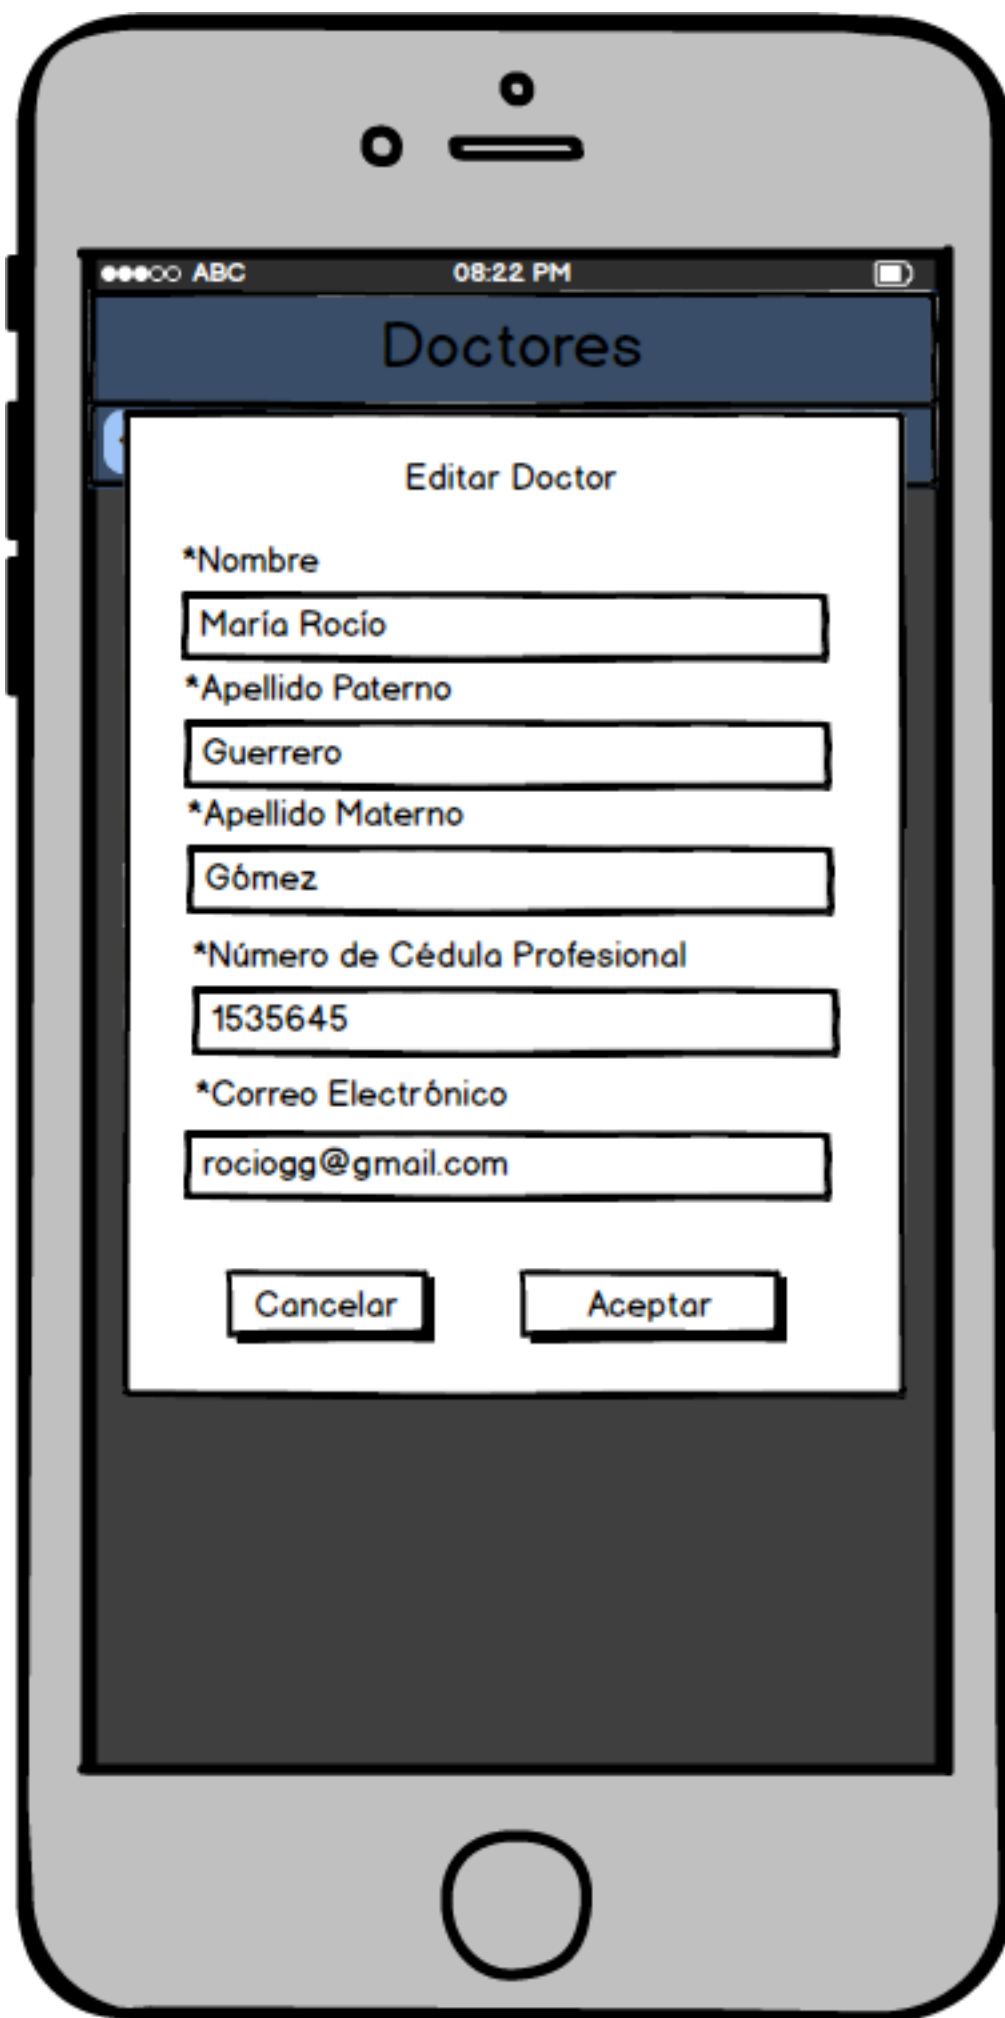 ABC 08:22 PM
Doctores
Editar Doctor
*Nombre
María Rocío
*Apellido Paterno
Guerrero
*Apellido Materno
Gómez
*Número de Cédula Profesional
1535645
*Correo Electrónico
rociogg@gmail.com
Cancelar Aceptar